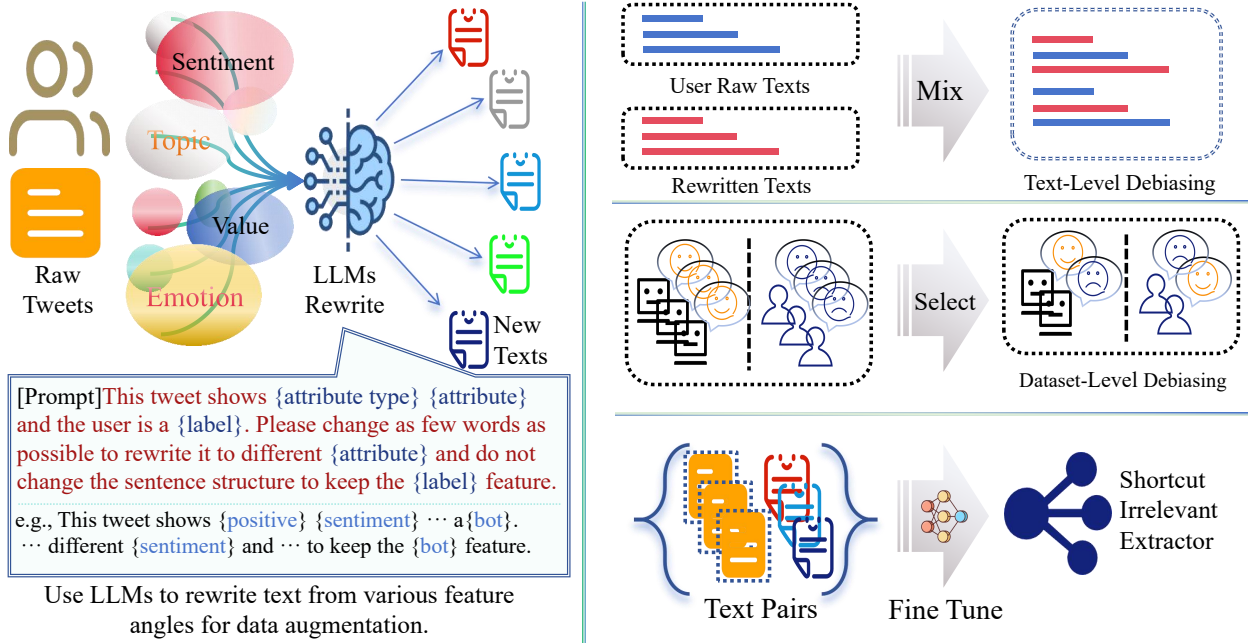 Sentiment
Topic
Value
Emotion
Raw
Tweets
LLMs
Rewrite
New
Texts
[Prompt]This tweet shows {attribute type} {attribute}
and the user is a {label}. Please change as few words as
possible to rewrite it to different {attribute} and do not
change the sentence structure to keep the {label} feature.
e.g., This tweet shows {positive} {sentiment} ⋯ a{bot}.
⋯ different {sentiment} and ⋯ to keep the {bot} feature.
Use LLMs to rewrite text from various feature
angles for data augmentation.
User Raw Texts
Rewritten Texts
Mix
Text-Level Debiasing
Select
Dataset-Level Debiasing
Text Pairs
Fine Tune
Shortcut
Irrelevant
Extractor